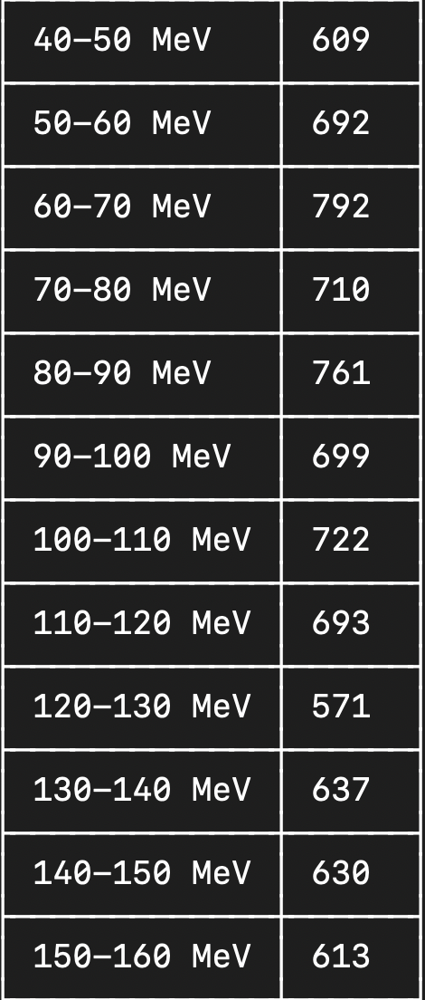 40–50 MeV 609
50–60 MeV 692
60–70 MeV 792
70–80 MeV 710
80–90 MeV 761
90–100 MeV 699
100–110 MeV 722
110–120 MeV 693
120–130 MeV 571
130–140 MeV 637
140–150 MeV 630
150–160 MeV 613